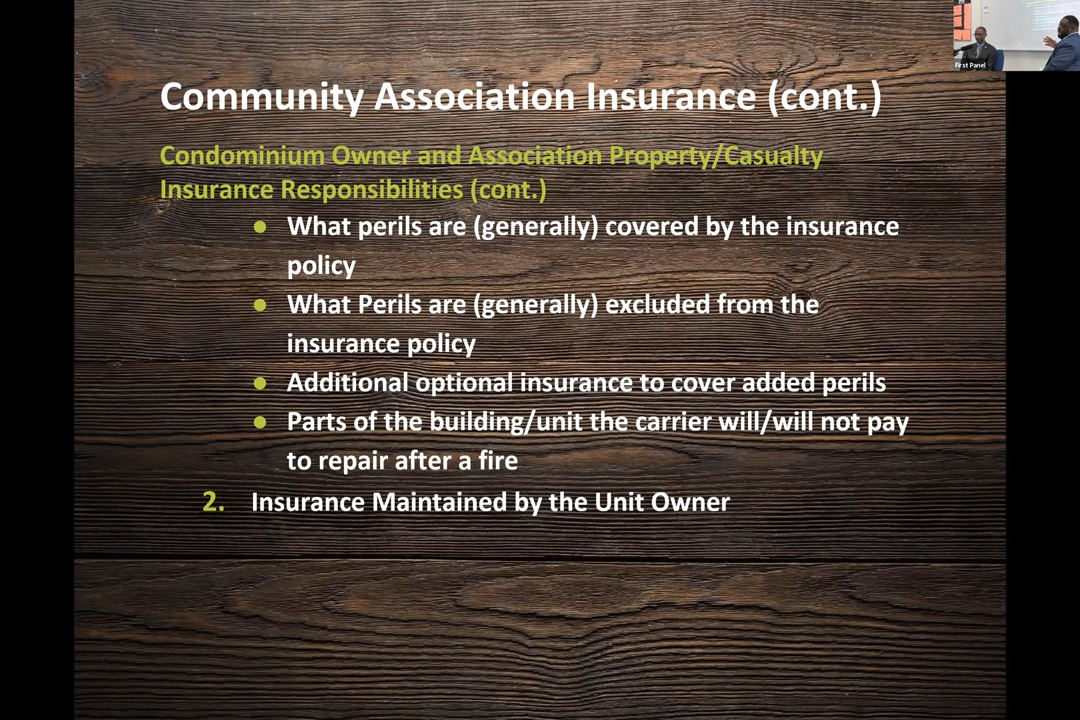 Community Association Insurance (cont.)
Condominium Owner and Association Property/Casualty
Insurance Responsibilities (cont.)
● What perils are (generally) covered by the insurance
policy
● What Perils are (generally) excluded from the
insurance policy
● Additional optional insurance to cover added perils
● Parts of the building/unit the carrier will/will not pay
to repair after a fire
2. Insurance Maintained by the Unit Owner
First Panel